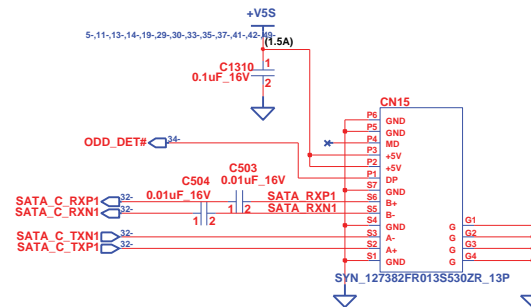 +V5S
5-,11-,13-,14-,19-,29-,30-,33-,35-,37-,41-,42-,49-
(1.5A)
C1310 1
0.1uF_16V
2
CN15
P6 GND
P5 GND
P4 MD
P3 +5V
P2 +5V
ODD_DET# 34- P1 DP
S7 GND
C503
0.01uF_16V
C504
0.01uF_16V
SATA_C_RXP1 32- 1 2 SATA_RXP1 S6 B+
SATA_C_RXN1 32- 1 2 SATA_RXN1 S5 B-
S4 GND G G1
SATA_C_TXN1 32- S3 A- G G2
SATA_C_TXP1 32- S2 A+ G G3
S1 GND G G4
SYN_127382FR013S530ZR_13P